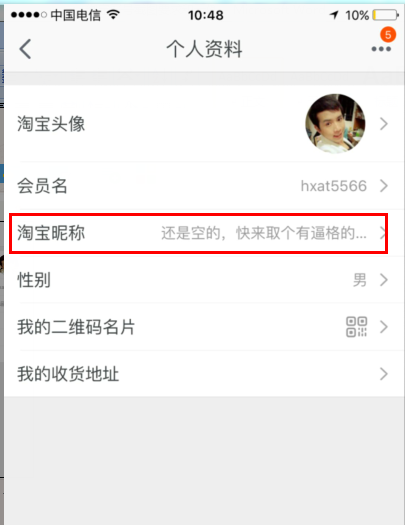 中国电信 10:48 10%
个人资料 5
淘宝头像
会员名 hxat5566
淘宝昵称 还是空的，快来取个有逼格的...
性别 男
我的二维码名片
我的收货地址